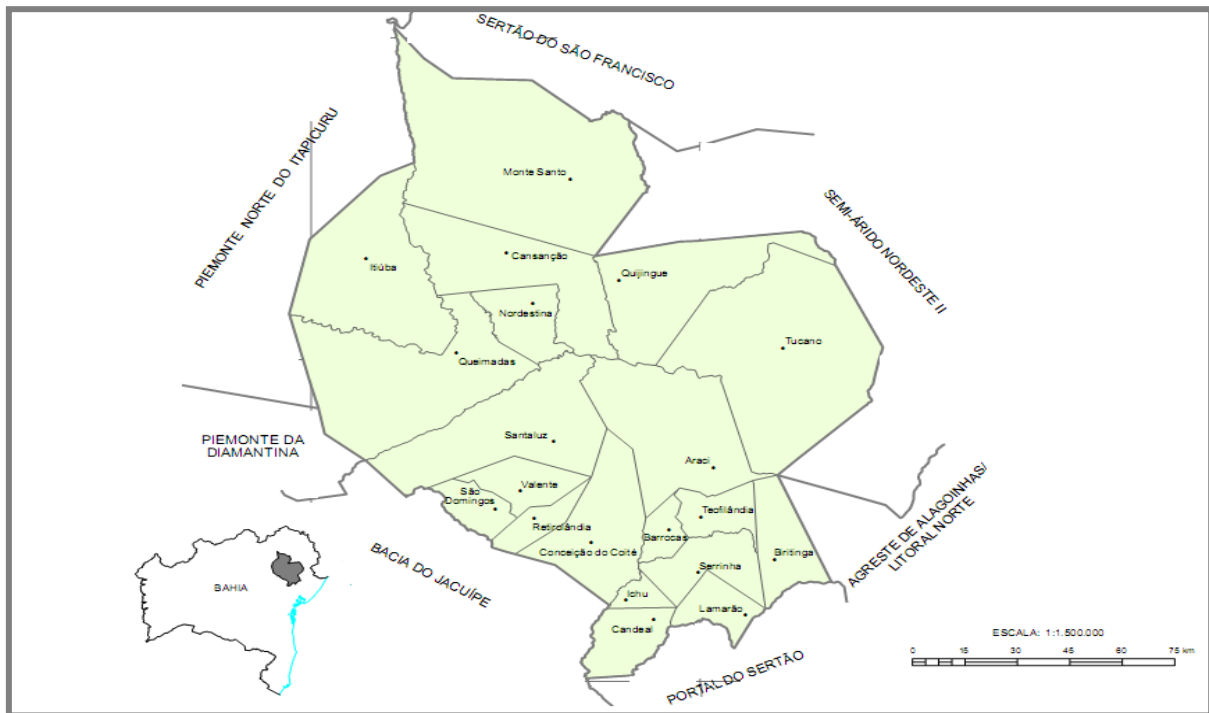 SERTÃO DO SÃO FRANCISCO
PIEMONTE NORTE DO ITAPICURU
Monte Santo
SEMI-ÁRIDO NORDESTE II
Cansanção
Itiúba
Quijingue
Nordestina
Tucano
Queimadas
PIEMONTE DA
DIAMANTINA
Santaluz
Araci
Valente
São
Domingos
Teofilândia
Retirolândia
Barrocas
Conceição do Coité
Biritinga
AGRESTE DE ALAGOINHAS/
LITORAL NORTE
BACIA DO JACUÍPE
Serrinha
BAHIA
Ichu
Lamarão
Candeal
PORTAL DO SERTÃO
ESCALA: 1:1.500.000
0 15 30 45 60 75 km